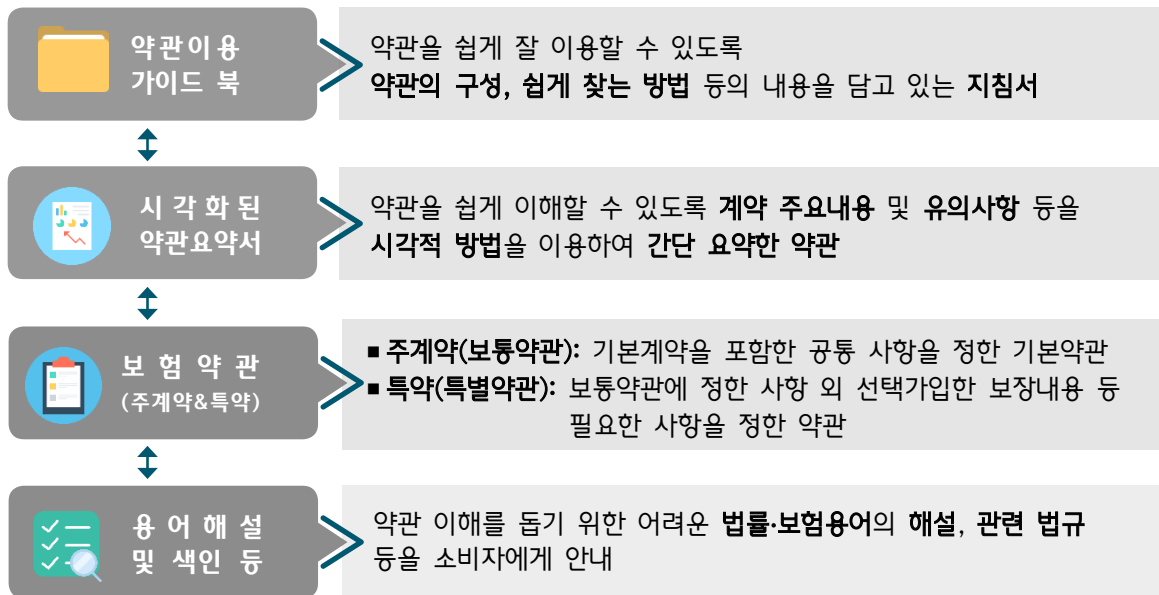 약관이용
가이드 북
약관을 쉽게 잘 이용할 수 있도록
약관의 구성, 쉽게 찾는 방법 등의 내용을 담고 있는 지침서
시 각 화 된
약관요약서
약관을 쉽게 이해할 수 있도록 계약 주요내용 및 유의사항 등을
시각적 방법을 이용하여 간단 요약한 약관
보 험 약 관
(주계약&특약)
▪ 주계약(보통약관): 기본계약을 포함한 공통 사항을 정한 기본약관
▪ 특약(특별약관): 보통약관에 정한 사항 외 선택가입한 보장내용 등
필요한 사항을 정한 약관
용 어 해 설
및 색인 등
약관 이해를 돕기 위한 어려운 법률·보험용어의 해설, 관련 법규
등을 소비자에게 안내